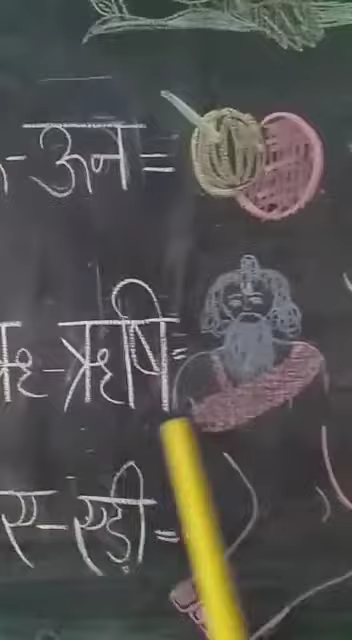 -ऊन=
ऋ-ऋषि=
ए-एड़ी=